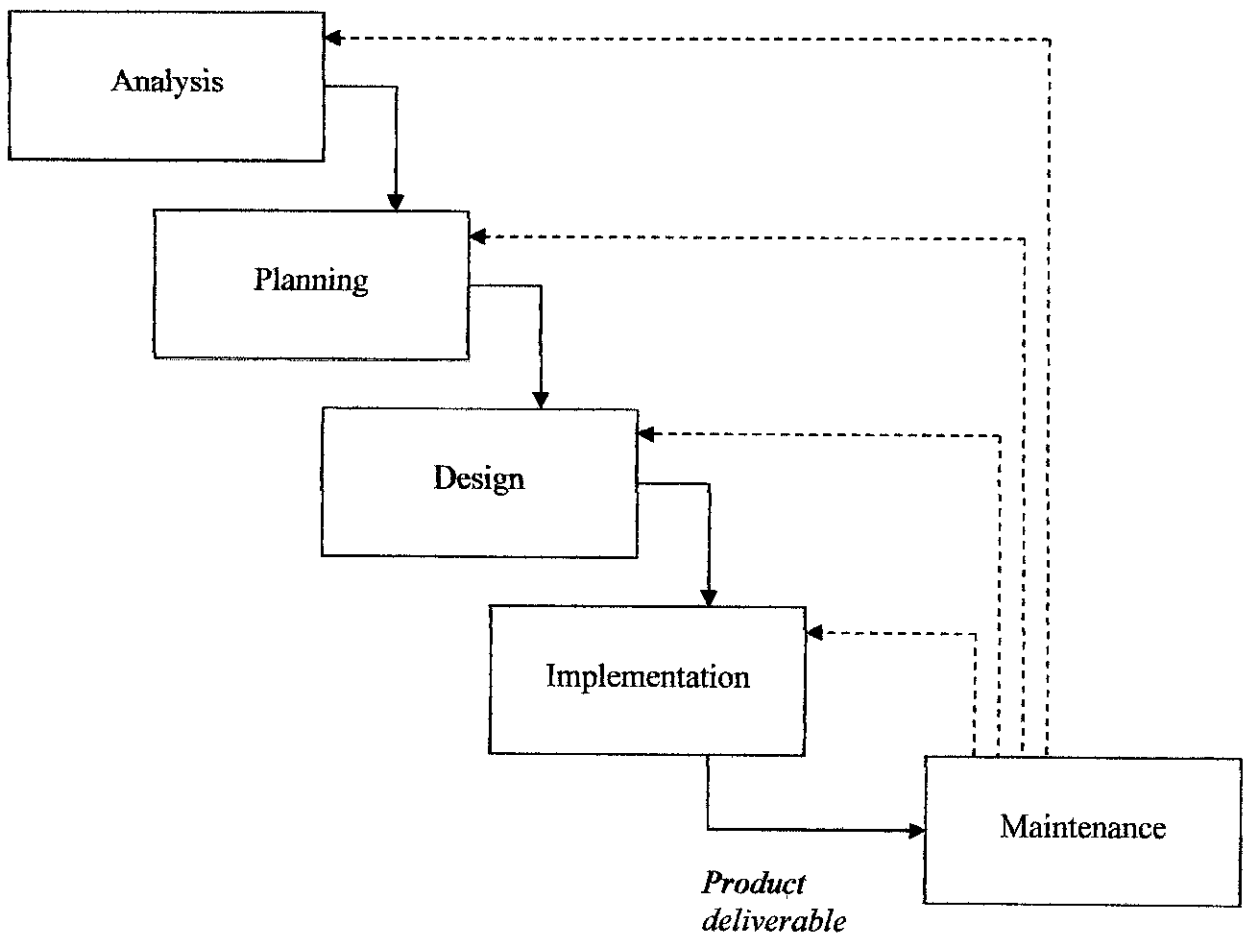 Analysis
Planning
Design
Implementation
Maintenance
Product
deliverable